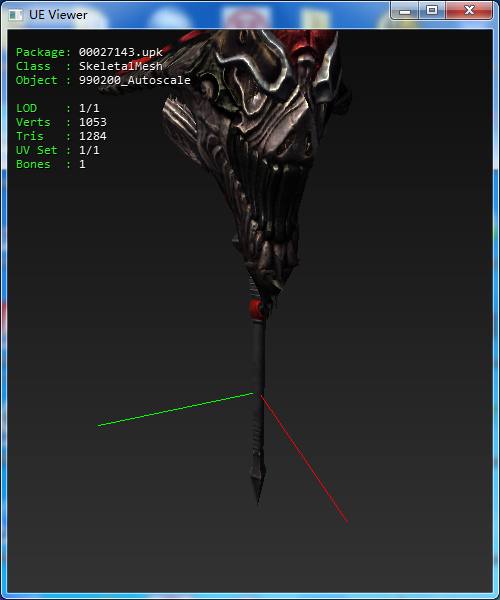 UE Viewer
Package: 00027143.upk
Class : SkeletalMesh
Object : 990200_Autoscale
LOD : 1/1
Verts : 1053
Tris : 1284
UV Set : 1/1
Bones : 1